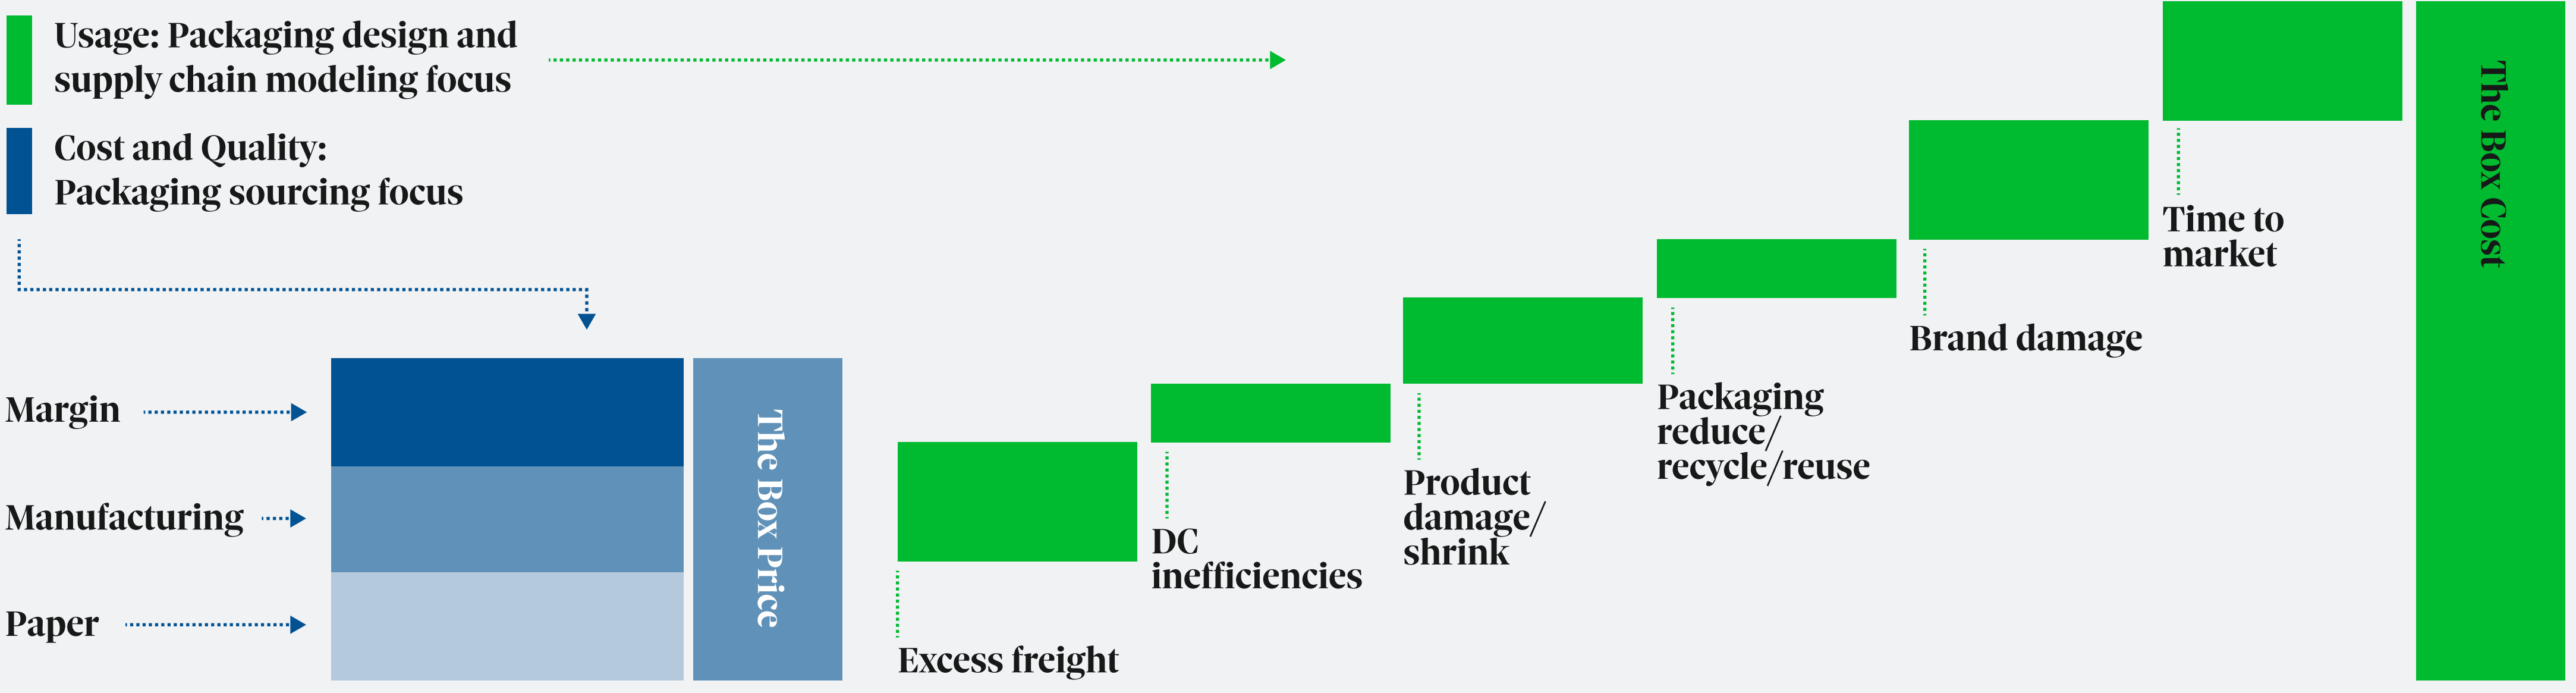 Usage: Packaging design and
supply chain modeling focus
Cost and Quality:
Packaging sourcing focus
Margin
Manufacturing
Paper
The Box Price
Excess freight
DC
inefficiencies
Product
damage/
shrink
Packaging
reduce/
recycle/reuse
Brand damage
Time to
market
The Box Cost